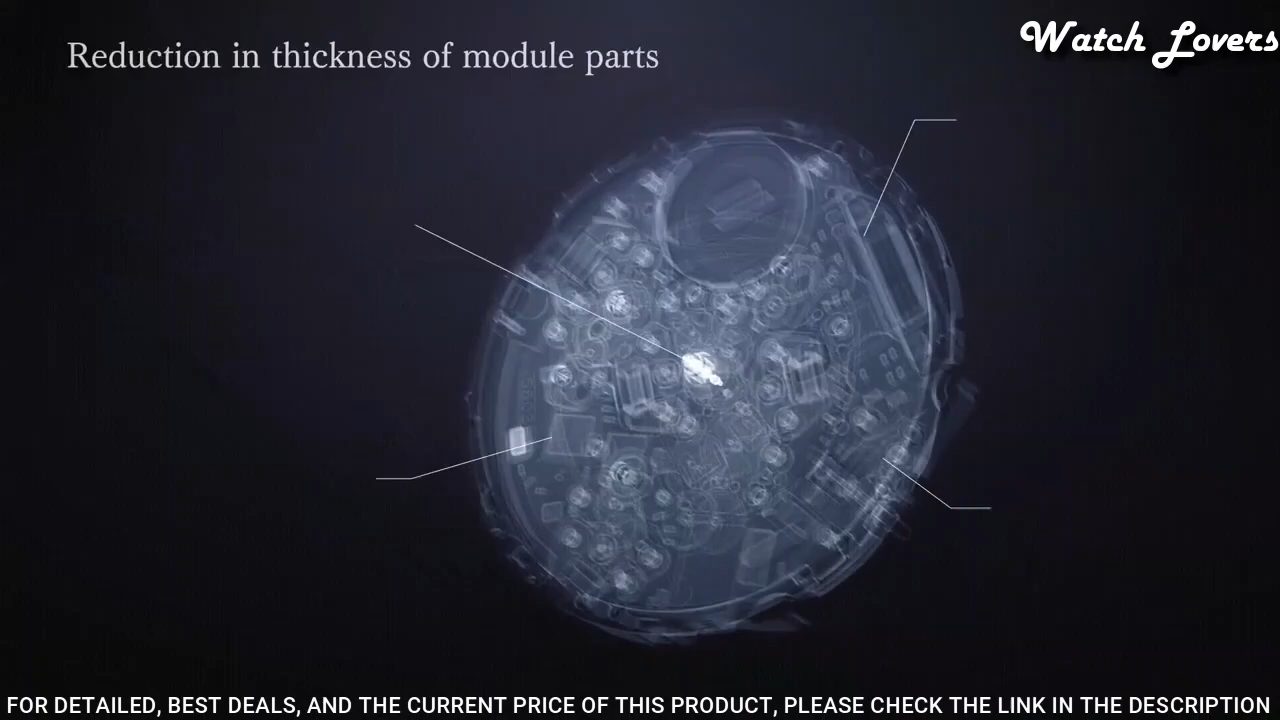 Reduction in thickness of module parts
Watch Lovers
FOR DETAILED, BEST DEALS, AND THE CURRENT PRICE OF THIS PRODUCT, PLEASE CHECK THE LINK IN THE DESCRIPTION